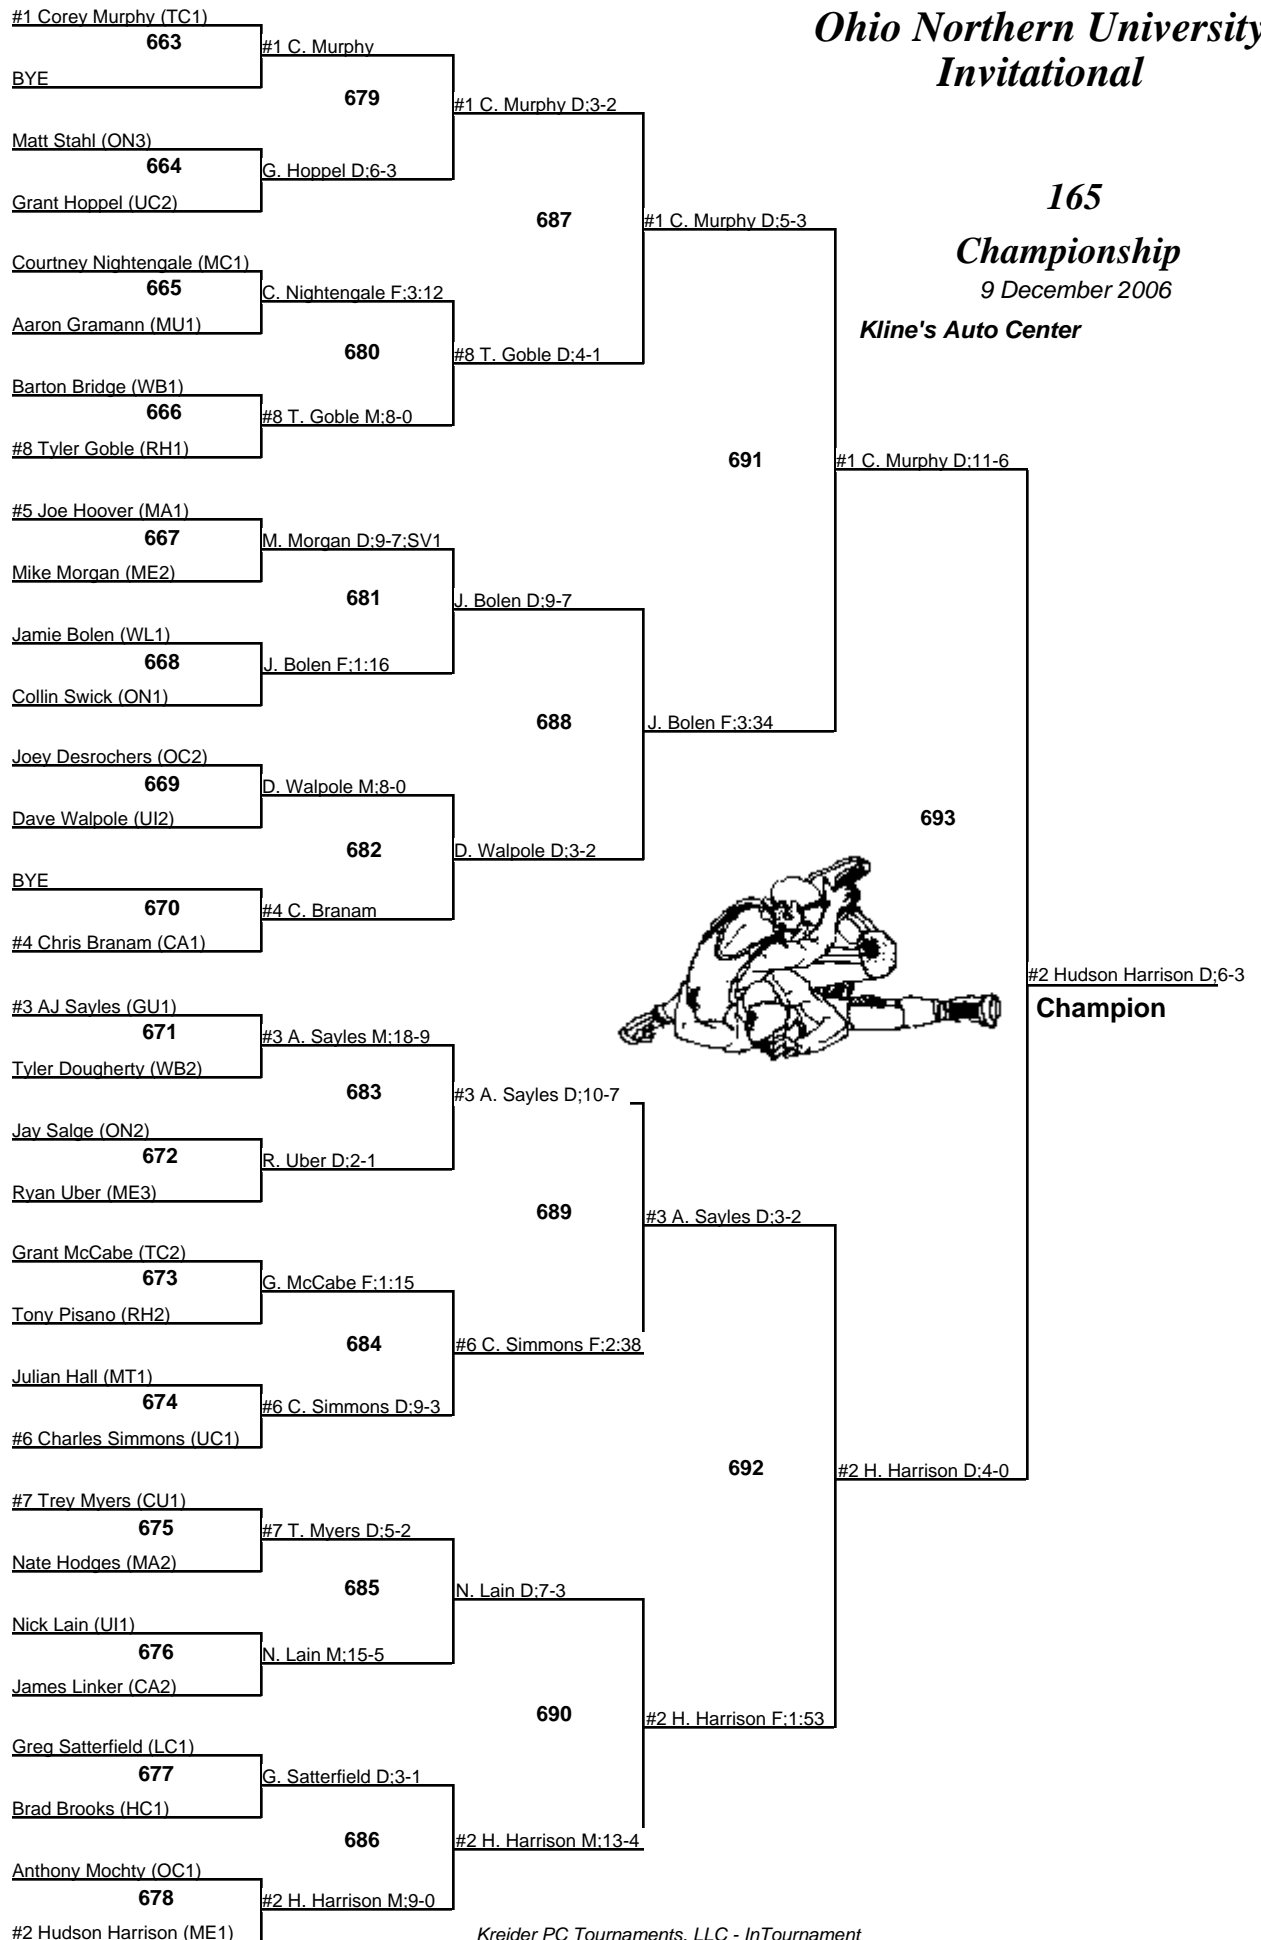 #1 Corey Murphy (TC1)
663
BYE
#1 C. Murphy
679
Matt Stahl (ON3)
664
Grant Hoppel (UC2)
G. Hoppel D;6-3
#1 C. Murphy D;3-2
687
Courtney Nightengale (MC1)
665
Aaron Gramann (MU1)
C. Nightengale F;3:12
680
Barton Bridge (WB1)
666
#8 Tyler Goble (RH1)
#8 T. Goble M;8-0
#8 T. Goble D;4-1
#1 C. Murphy D;5-3
691
#5 Joe Hoover (MA1)
667
Mike Morgan (ME2)
M. Morgan D;9-7;SV1
681
Jamie Bolen (WL1)
668
Collin Swick (ON1)
J. Bolen F;1:16
J. Bolen D;9-7
688
Joey Desrochers (OC2)
669
Dave Walpole (UI2)
D. Walpole M;8-0
682
BYE
670
#4 Chris Branam (CA1)
#4 C. Branam
D. Walpole D;3-2
J. Bolen F;3:34
#1 C. Murphy D;11-6
693
#3 AJ Sayles (GU1)
671
Tyler Dougherty (WB2)
#3 A. Sayles M;18-9
683
Jay Salge (ON2)
672
Ryan Uber (ME3)
R. Uber D;2-1
#3 A. Sayles D;10-7
689
Grant McCabe (TC2)
673
Tony Pisano (RH2)
G. McCabe F;1:15
684
Julian Hall (MT1)
674
#6 Charles Simmons (UC1)
#6 C. Simmons D;9-3
#6 C. Simmons F;2:38
#3 A. Sayles D;3-2
692
#7 Trey Myers (CU1)
675
Nate Hodges (MA2)
#7 T. Myers D;5-2
685
Nick Lain (UI1)
676
James Linker (CA2)
N. Lain M;15-5
N. Lain D;7-3
690
Greg Satterfield (LC1)
677
Brad Brooks (HC1)
G. Satterfield D;3-1
686
Anthony Mochty (OC1)
678
#2 Hudson Harrison (ME1)
#2 H. Harrison M;9-0
#2 H. Harrison M;13-4
#2 H. Harrison F;1:53
#2 H. Harrison D;4-0
#2 Hudson Harrison D;6-3
Champion
Ohio Northern University
Invitational
165
Championship
9 December 2006
Kline's Auto Center
Kreider PC Tournaments, LLC - InTournament